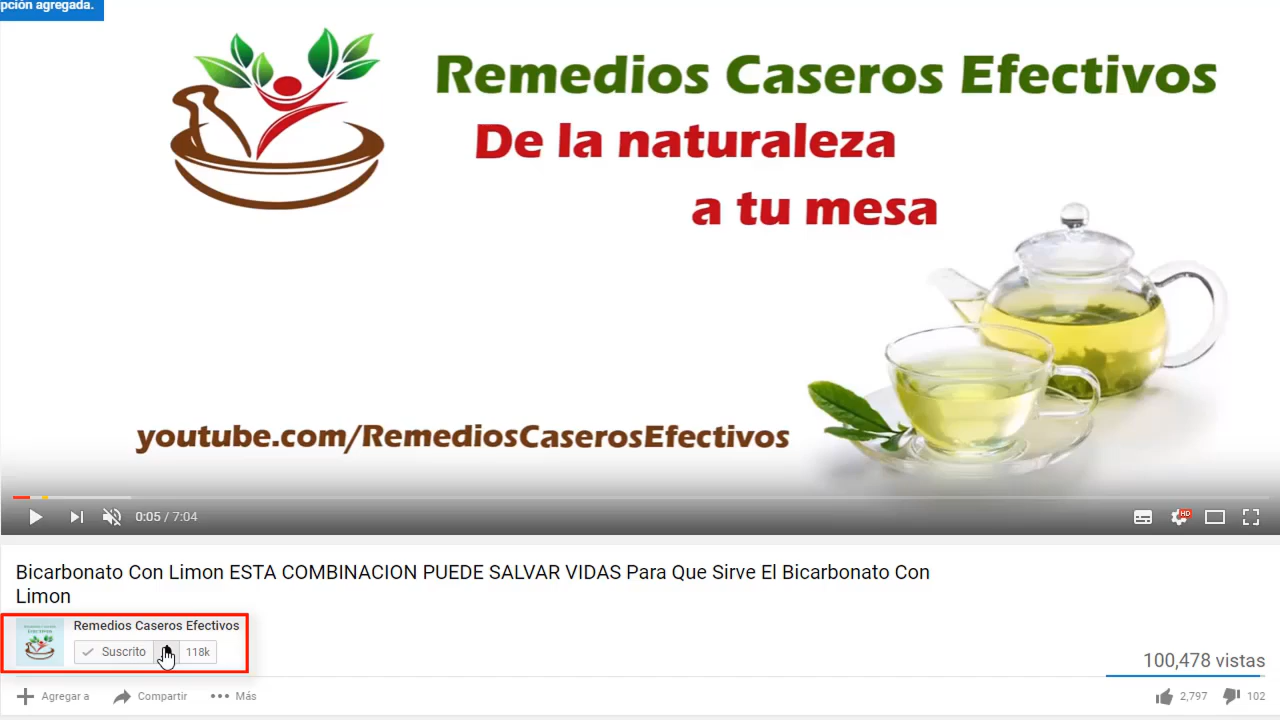 pción agregada.
Remedios Caseros Efectivos
De la naturaleza
a tu mesa
youtube.com/RemediosCaserosEfectivos
0:05 / 7:04
HD
Bicarbonato Con Limon ESTA COMBINACION PUEDE SALVAR VIDAS Para Que Sirve El Bicarbonato Con
Limon
Remedios Caseros Efectivos
Suscrito 118k
100,478 vistas
Agregar a Compartir Más 2,797 102